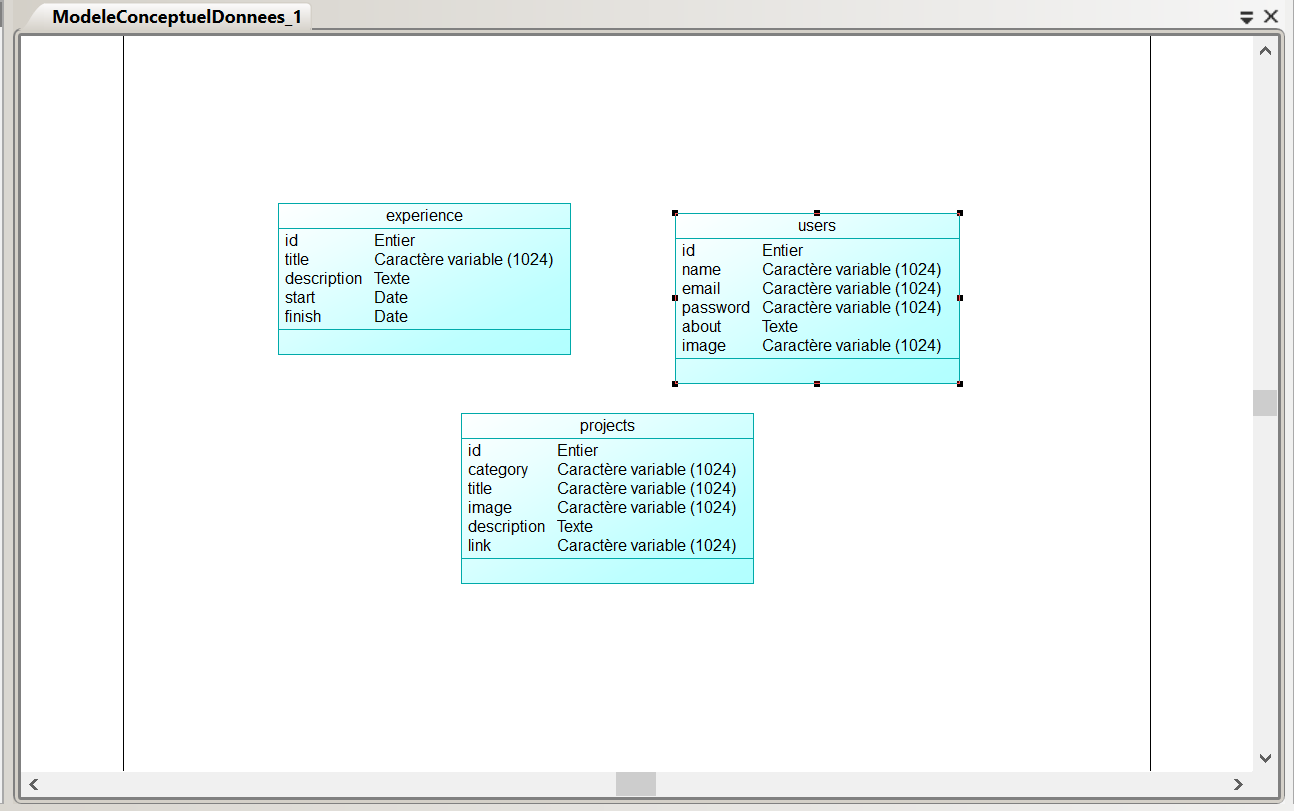 ModeleConceptuelDonnees_1
experience
id Entier
title Caractère variable (1024)
description Texte
start Date
finish Date
users
id Entier
name Caractère variable (1024)
email Caractère variable (1024)
password Caractère variable (1024)
about Texte
image Caractère variable (1024)
projects
id Entier
category Caractère variable (1024)
title Caractère variable (1024)
image Caractère variable (1024)
description Texte
link Caractère variable (1024)